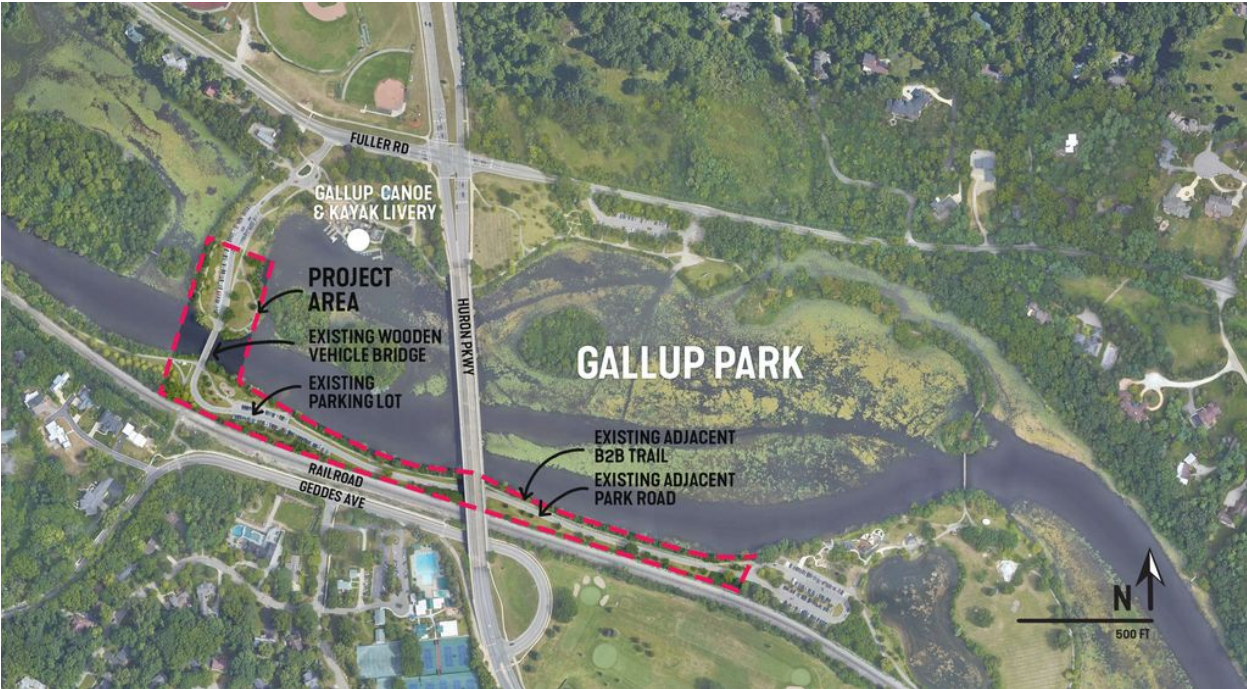 FULLER RD
GALLUP CANOE
& KAYAK LIVERY
PROJECT
AREA
HURON PKWY
EXISTING WOODEN
VEHICLE BRIDGE
GALLUP PARK
EXISTING
PARKING LOT
EXISTING ADJACENT
B2B TRAIL
RAILROAD
EXISTING ADJACENT
PARK ROAD
GEDDES AVE
N
500 FT